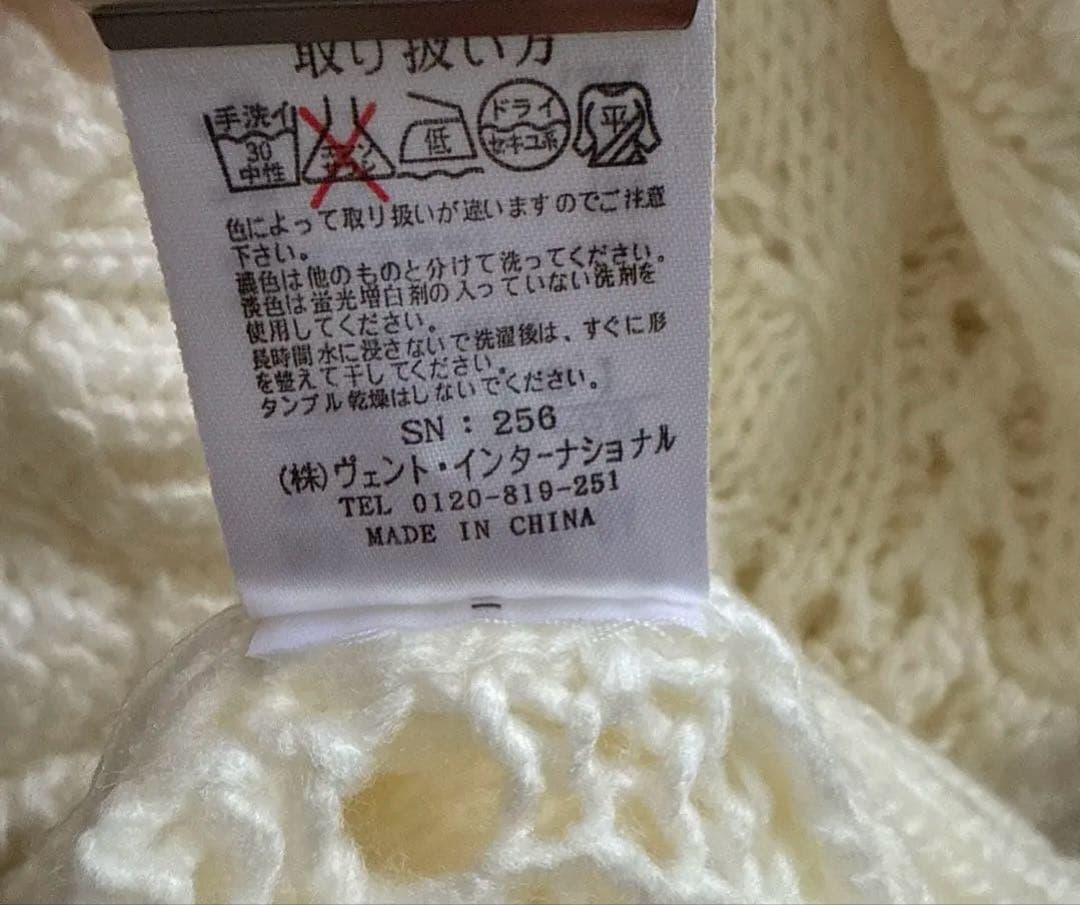 取り扱い方
手洗イ
30
中性
エンソ
サラシ
低
ドライ
セキユ系
平
色によって取り扱いが違いますのでご注意
下さい。
濃色は他のものと分けて洗ってください。
淡色は蛍光増白剤の入っていない洗剤を
使用してください。
長時間水に浸さないで洗濯後は、すぐに形
を整えて干してください。
タンブル乾燥はしないでください。
SN：256
(株)ヴェント・インターナショナル
TEL 0120-819-251
MADE IN CHINA